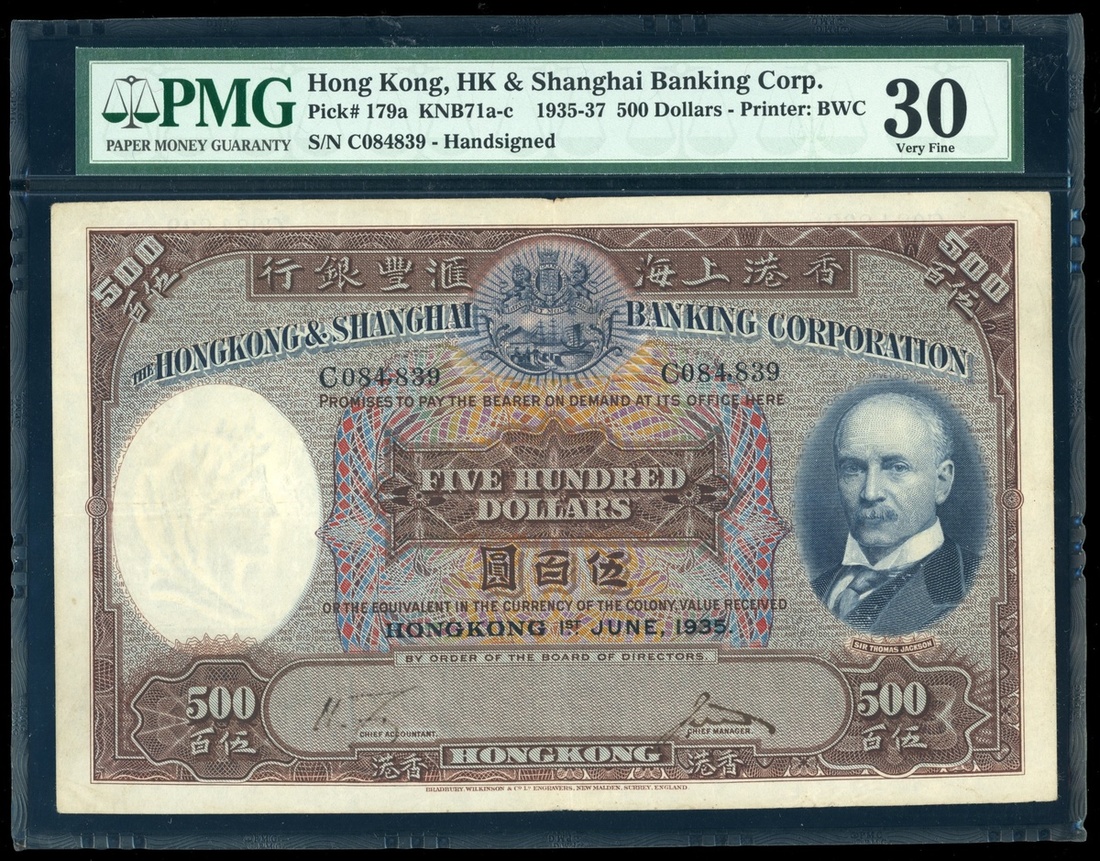 PMG
PAPER MONEY GUARANTY
Hong Kong, HK & Shanghai Banking Corp.
Pick# 179a KNB71a-c 1935-37 500 Dollars - Printer: BWC
S/N C084839 - Handsigned
30
Very Fine
500
百伍
500
百伍
行銀豐滙 海上港香
THE HONGKONG & SHANGHAI BANKING CORPORATION
C084,839 C084,839
PROMISES TO PAY THE BEARER ON DEMAND AT ITS OFFICE HERE
FIVE HUNDRED
DOLLARS
圓百伍
OR THE EQUIVALENT IN THE CURRENCY OF THE COLONY, VALUE RECEIVED
HONGKONG 1ST JUNE, 1935.
SIR THOMAS JACKSON
BY ORDER OF THE BOARD OF DIRECTORS.
500
百伍
500
百伍
CHIEF ACCOUNTANT.
CHIEF MANAGER.
港香 HONGKONG 港香
BRADBURY, WILKINSON & Co. Ld. ENGRAVERS, NEW MALDEN, SURREY, ENGLAND.